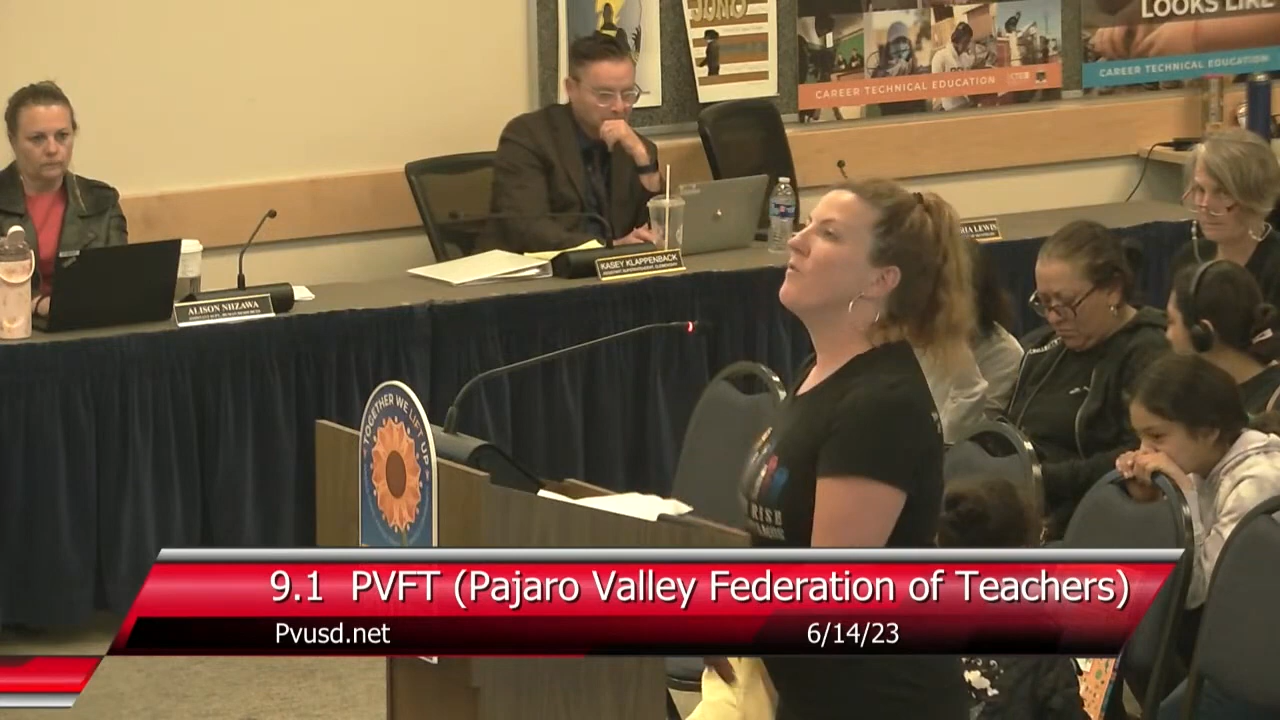 JUNO
LOOKS LIKE
CAREER TECHNICAL EDUCATION
CAREER TECHNICAL EDUCATION
KASEY KLAPPENBACK
ALISON NIIZAWA
LEWIS
TOGETHER WE LIFT UP
9.1 PVFT (Pajaro Valley Federation of Teachers)
Pvusd.net
6/14/23